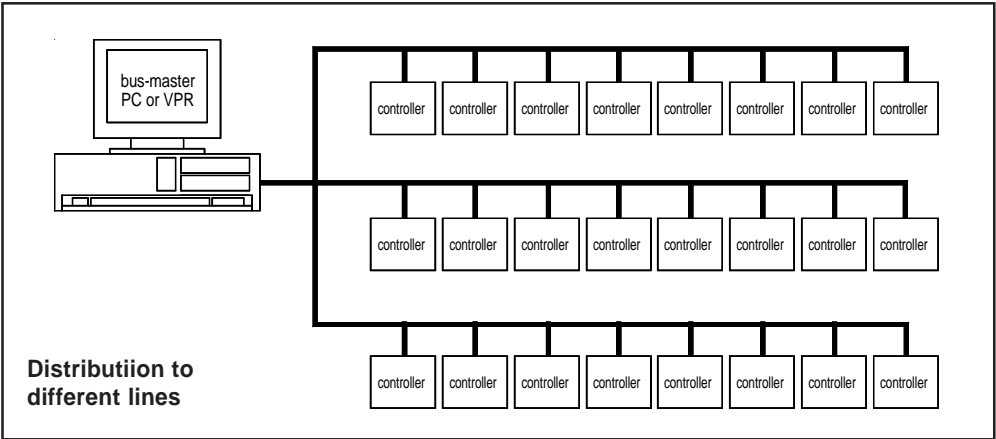 bus-master
PC or VPR
controller controller controller controller controller controller controller controller
controller controller controller controller controller controller controller controller
controller controller controller controller controller controller controller controller
Distributiion to
different lines